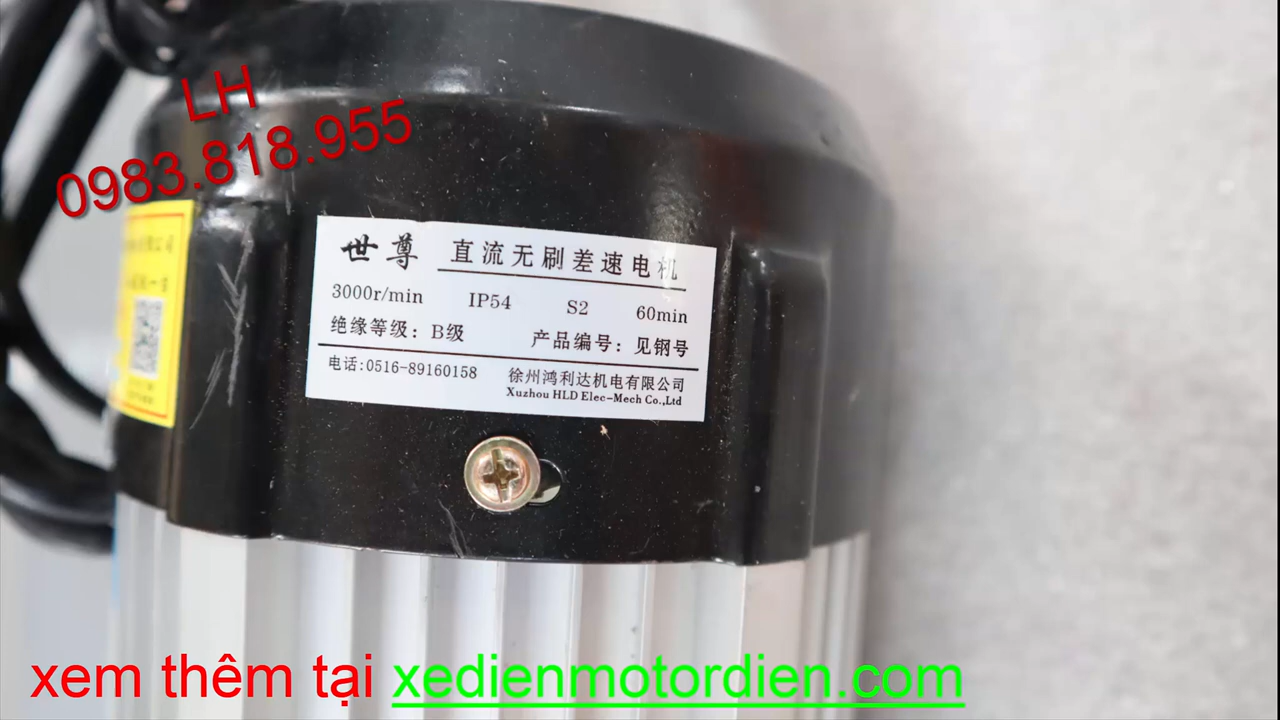 LH
0983.818.955
世尊 直流无刷差速电机
3000r/min IP54 S2 60min
绝缘等级: B级 产品编号: 见钢号
电话:0516-89160158 徐州鸿利达机电有限公司
Xuzhou HLD Elec-Mech Co.,Ltd
xem thêm tại xedienmotordien.com